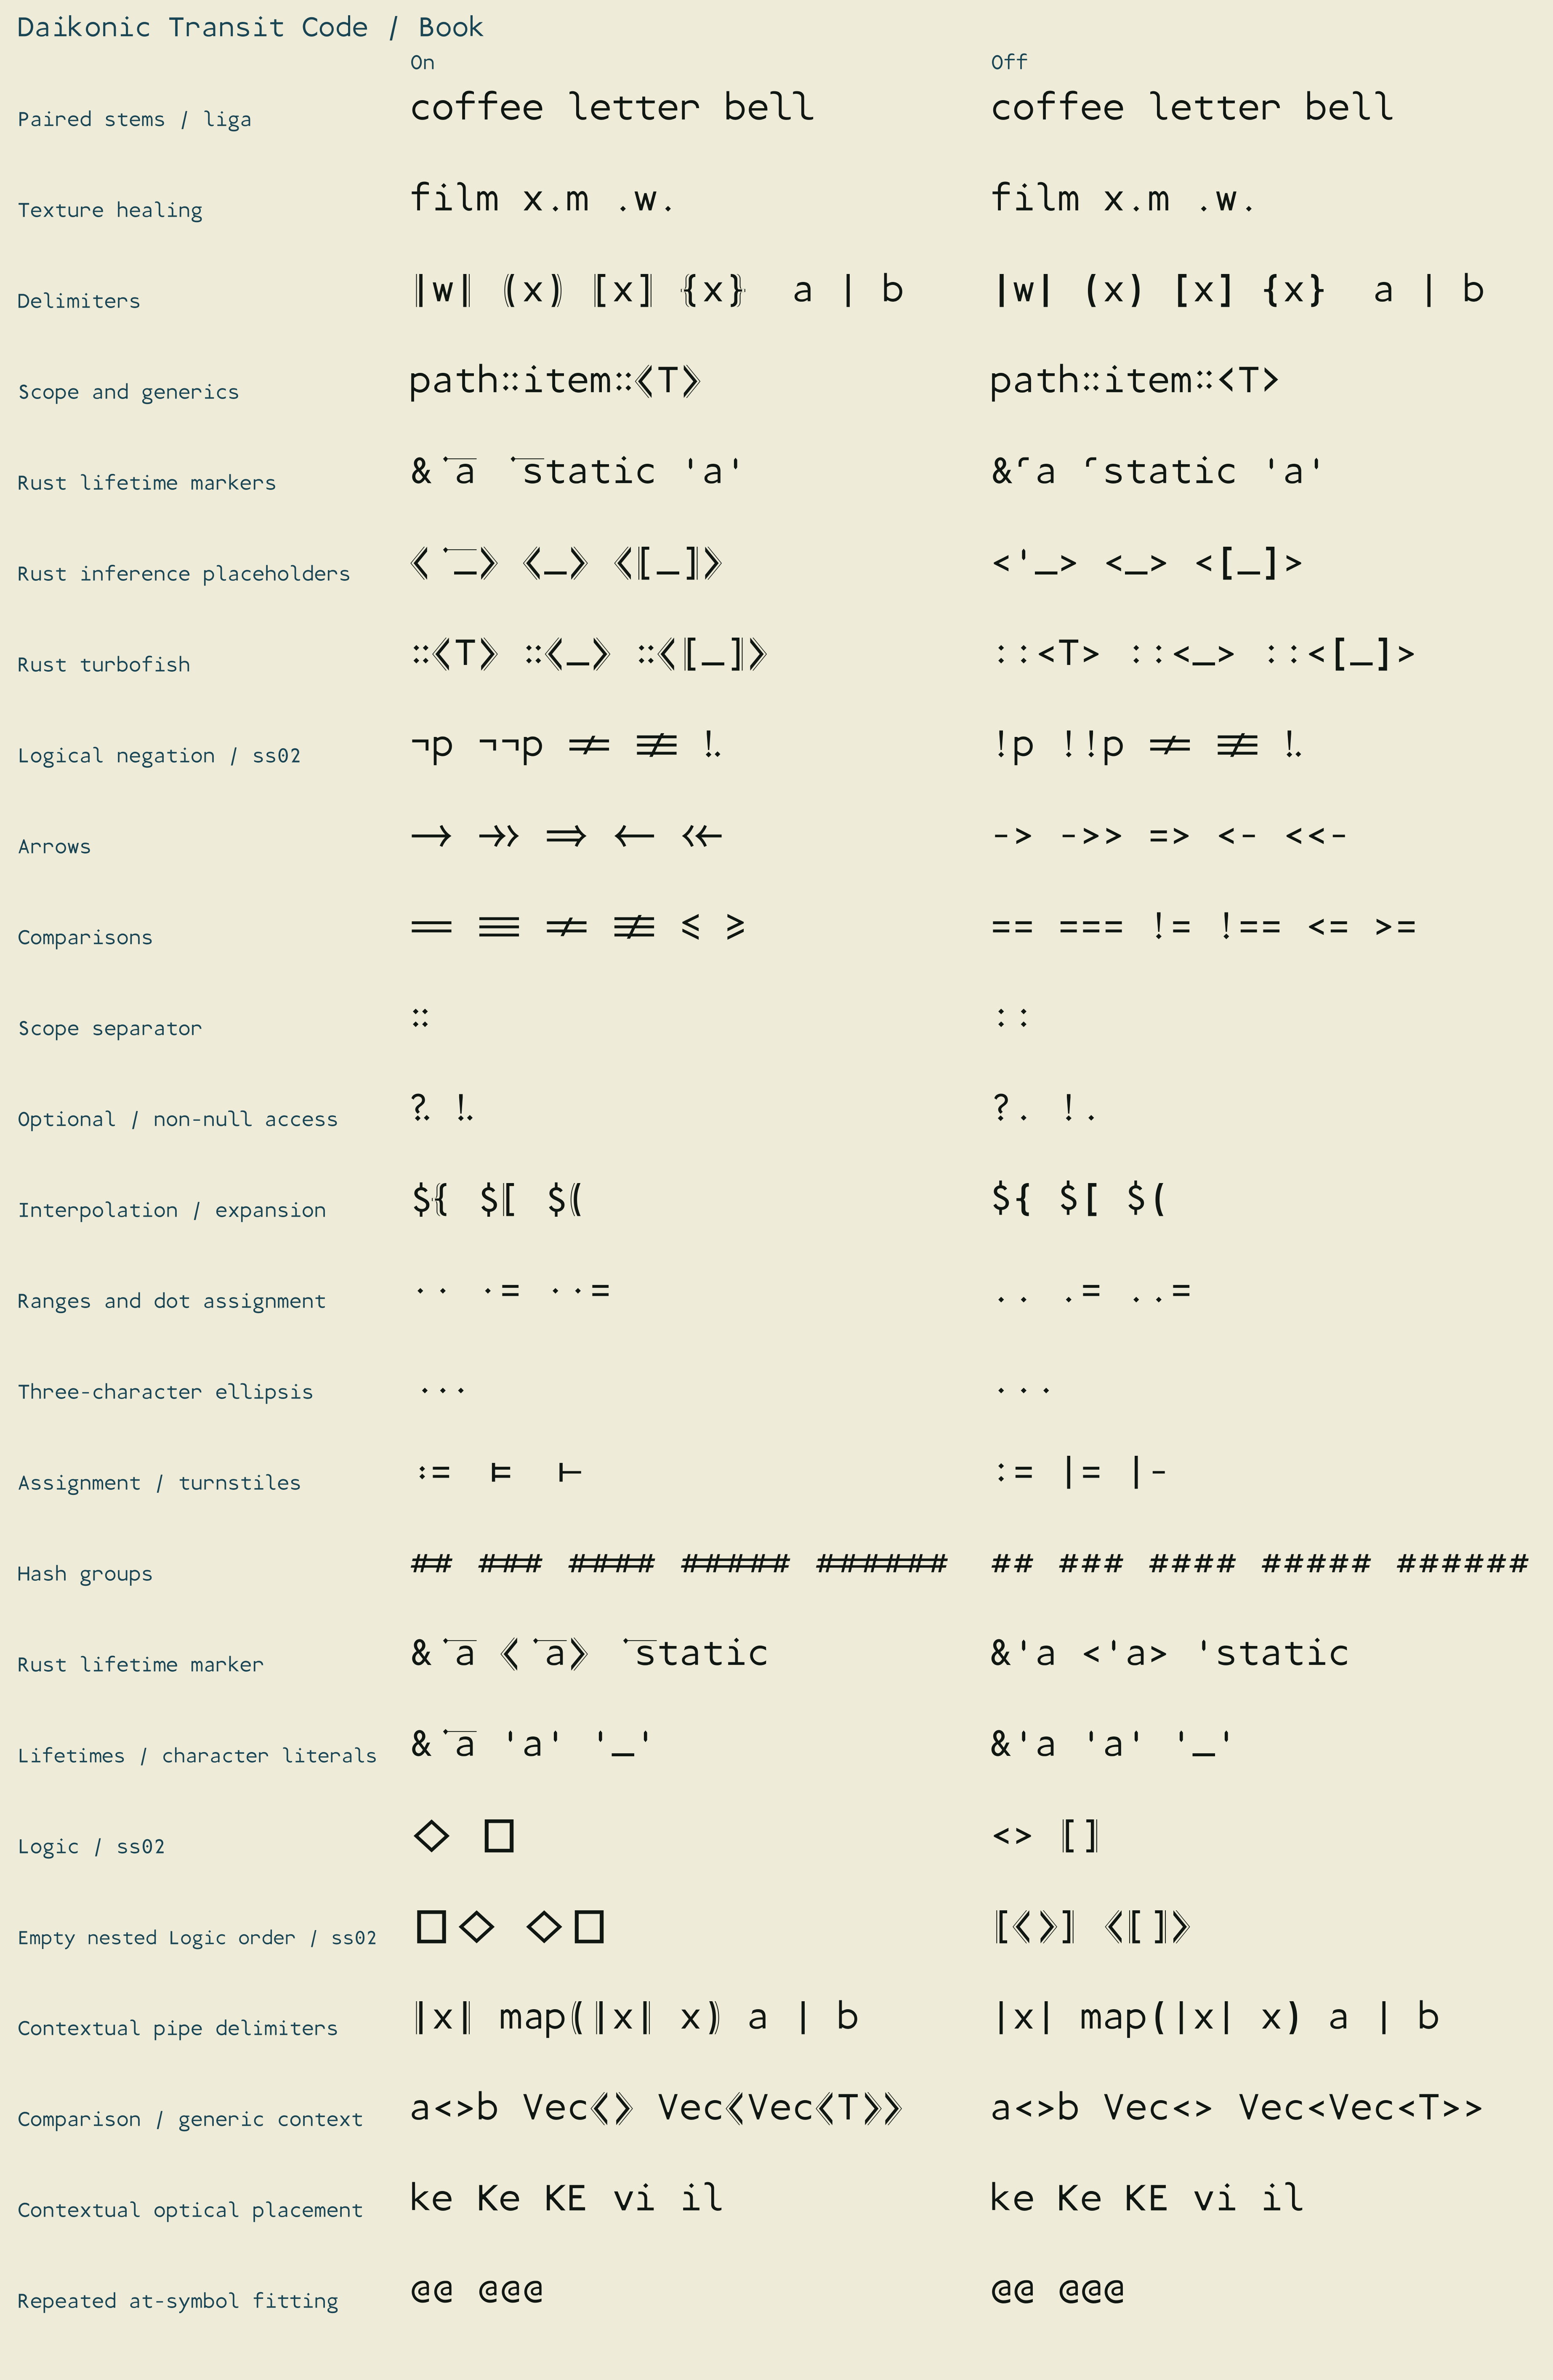 Daikonic Transit Code / Book
On Off
Paired stems / liga coffee letter bell coffee letter bell
Texture healing film x.m .w. film x.m .w.
Delimiters |w| (x) [x] {x} a | b |w| (x) [x] {x} a | b
Scope and generics path::item::<T> path::item::<T>
Rust lifetime markers &'a 'static 'a' &'a 'static 'a'
Rust inference placeholders <'_> <_> <[_]> <'_> <_> <[_]>
Rust turbofish ::<T> ::<_> ::<[_]> ::<T> ::<_> ::<[_]>
Logical negation / ss02 ¬p ¬¬p ≠ ≢ !. !p !!p ≠ ≢ !.
Arrows → ↠ ⇒ ← ↞ -> ->> => <- <<-
Comparisons == ≡ ≠ ≢ ⩽ ⩾ == === != !== <= >=
Scope separator :: ::
Optional / non-null access ?. !. ?. !.
Interpolation / expansion ${ $[ $( ${ $[ $(
Ranges and dot assignment ·· ·= ··= .. .= ..=
Three-character ellipsis ... ...
Assignment / turnstiles := ⊨ ⊢ := |= |-
Hash groups ## ### #### ##### ###### ## ### #### ##### ######
Rust lifetime marker &'a <'a> 'static &'a <'a> 'static
Lifetimes / character literals &'a 'a' '_' &'a 'a' '_'
Logic / ss02 ◇ □ <> []
Empty nested Logic order / ss02 □◇ ◇□ [<>] <[]>
Contextual pipe delimiters |x| map(|x| x) a | b |x| map(|x| x) a | b
Comparison / generic context a<>b Vec<> Vec<Vec<T>> a<>b Vec<> Vec<Vec<T>>
Contextual optical placement ke Ke KE vi il ke Ke KE vi il
Repeated at-symbol fitting @@ @@@ @@ @@@